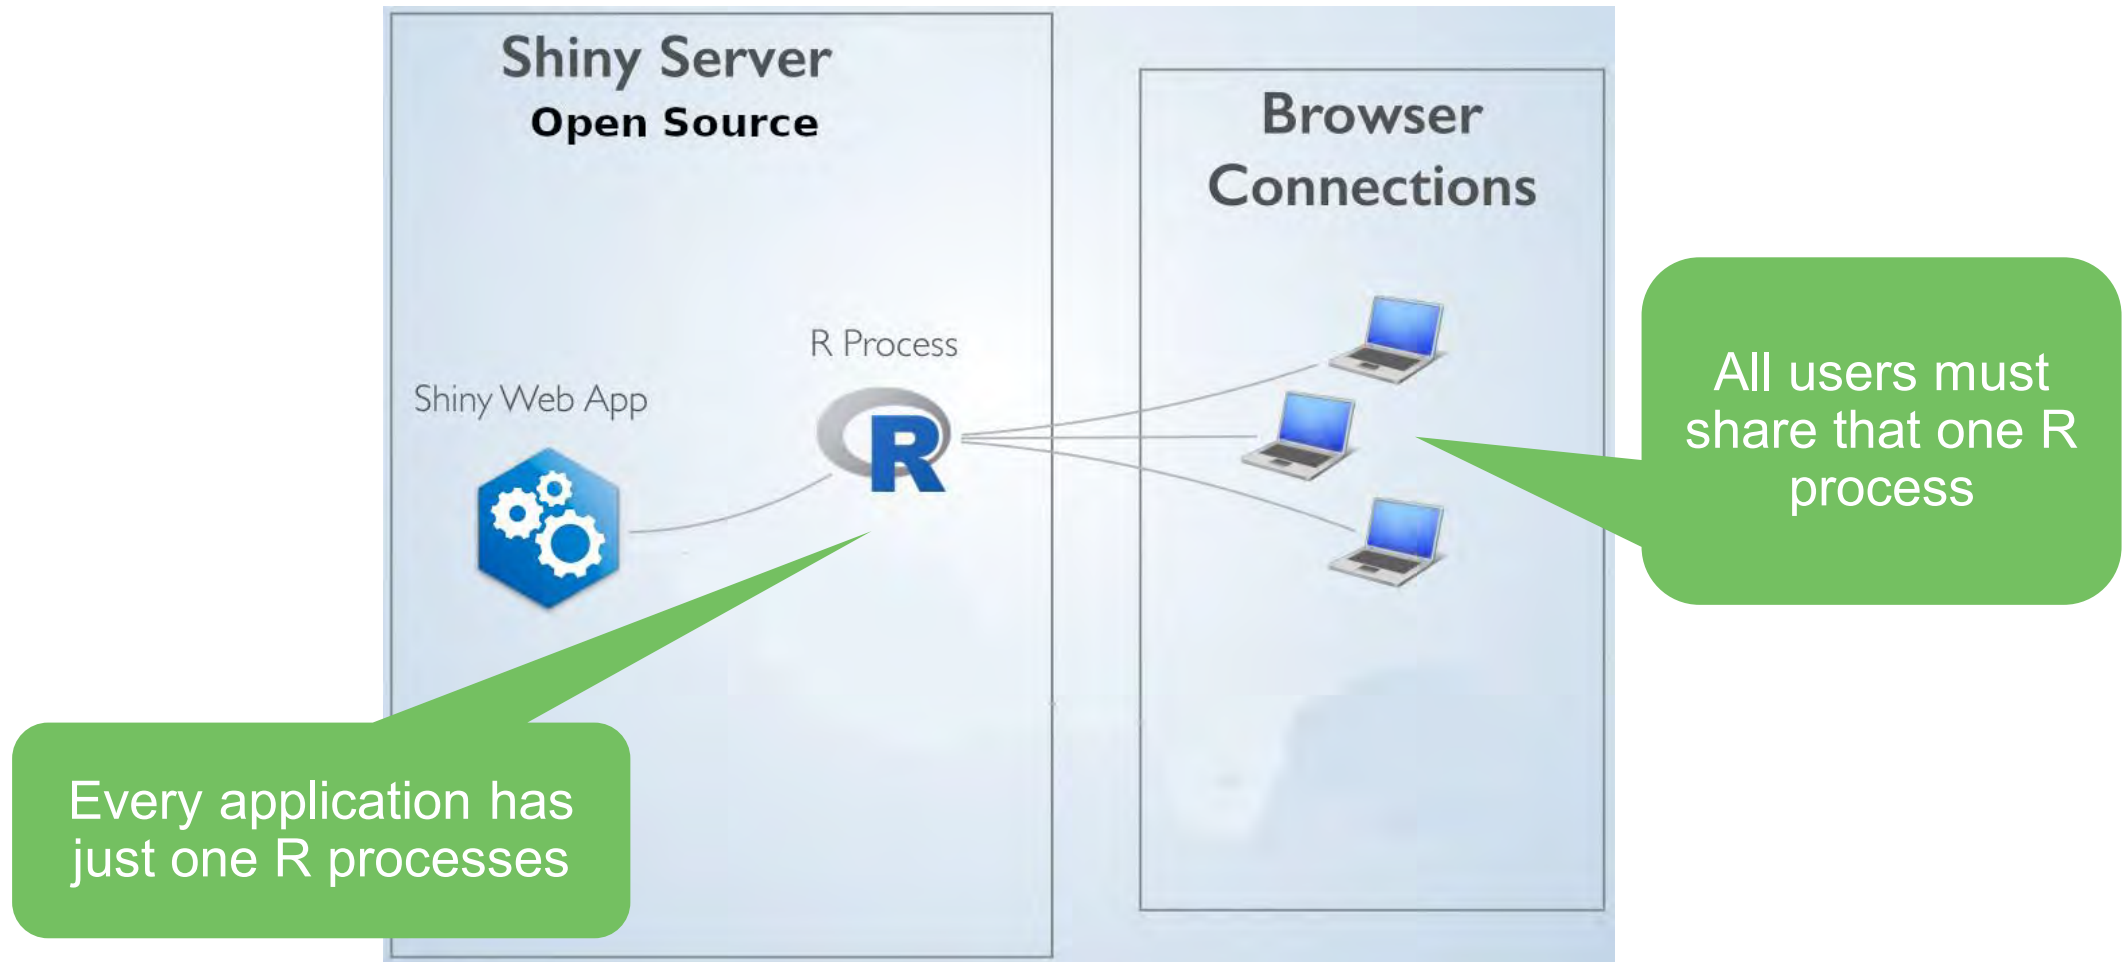 Shiny Server
Open Source
Browser
Connections
R Process
Shiny Web App
R
All users must
share that one R
process
Every application has
just one R processes